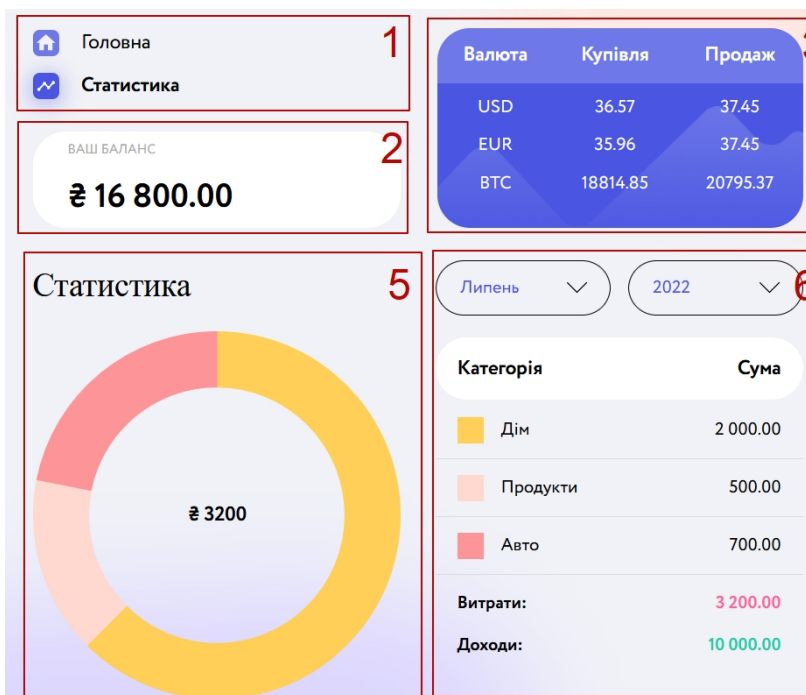 Головна
1
Статистика
ВАШ БАЛАНС
2
₴ 16 800.00
Валюта Купівля Продаж
USD 36.57 37.45
EUR 35.96 37.45
BTC 18814.85 20795.37
Статистика
5
₴ 3200
Липень 2022
6
Категорія Сума
Дім 2 000.00
Продукти 500.00
Авто 700.00
Витрати: 3 200.00
Доходи: 10 000.00